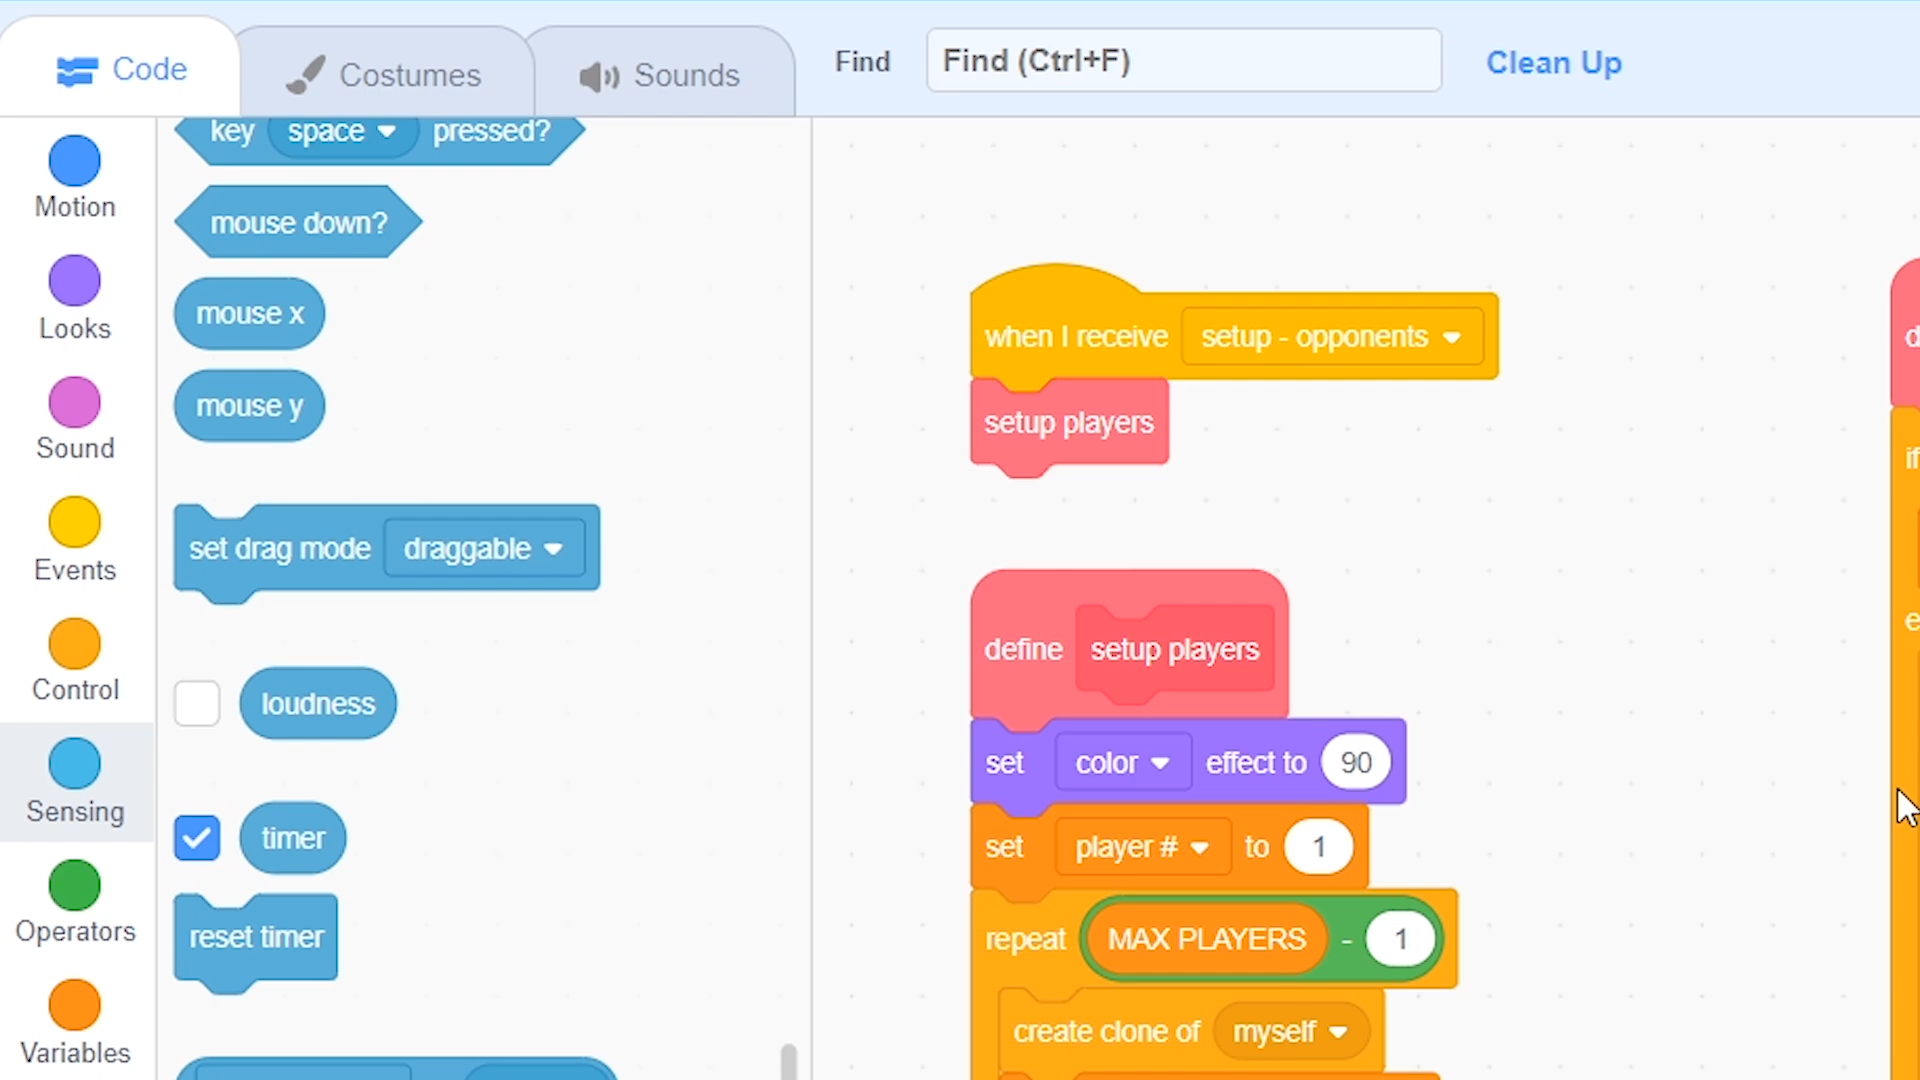 Code
Costumes
Sounds
Find
Find (Ctrl+F)
Clean Up
Motion
Looks
Sound
Events
Control
Sensing
Operators
Variables
key space pressed?
mouse down?
mouse x
mouse y
set drag mode draggable
loudness
timer
reset timer
when I receive setup - opponents
setup players
define setup players
set color effect to 90
set player # to 1
repeat MAX PLAYERS - 1
create clone of myself